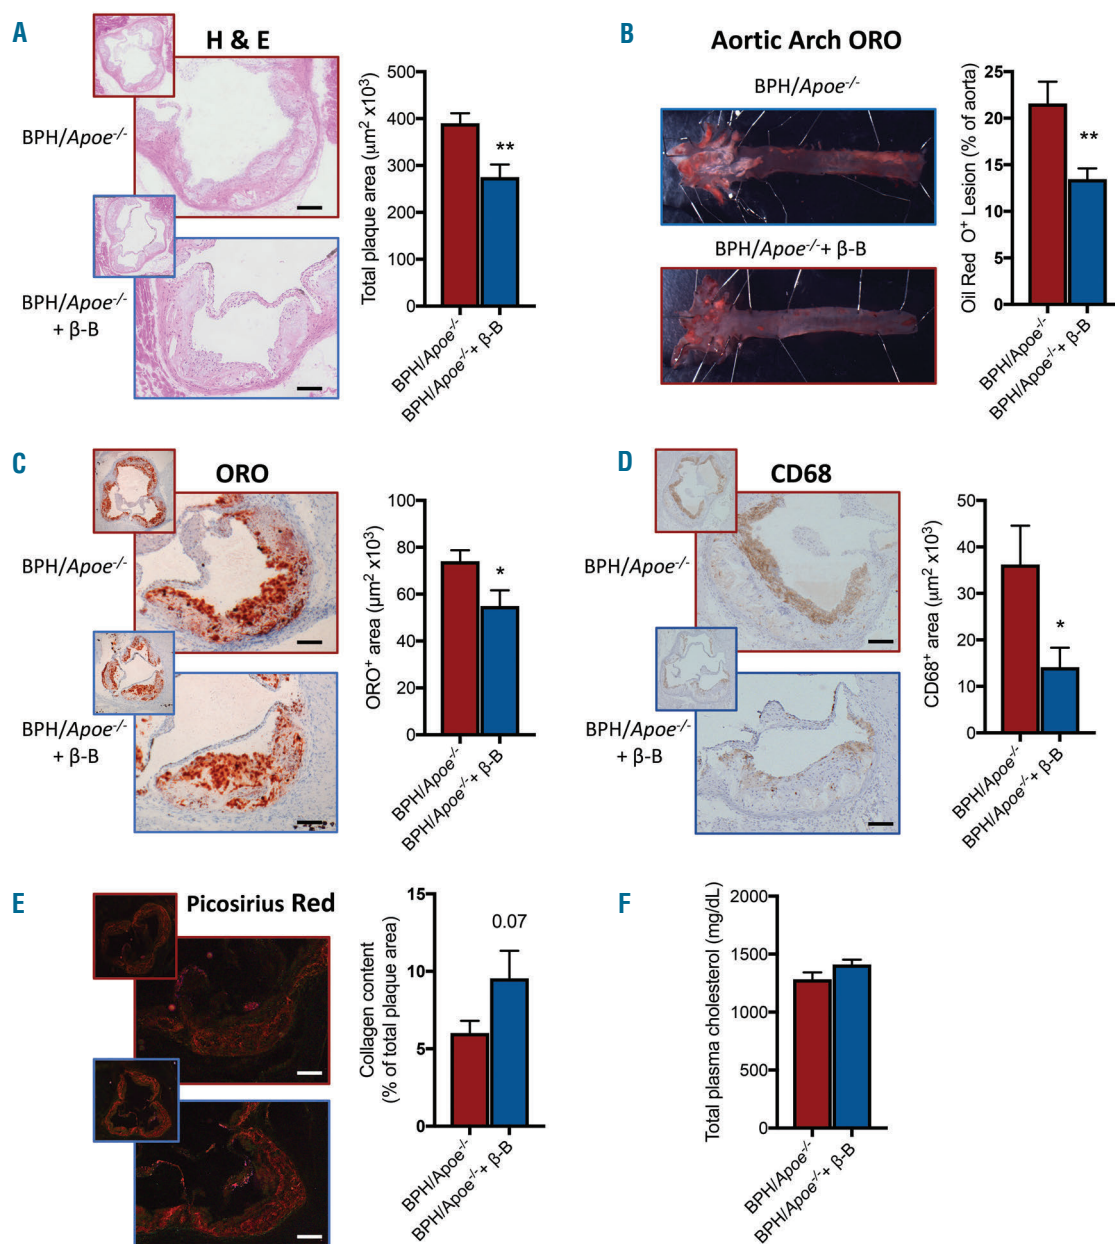 A
H & E
BPH/Apoe-/-
BPH/Apoe-/-
+ β-B
Total plaque area (μm² x10³)
500
400
300
200
300
0
**
BPH/Apoe-/-
BPH/Apoe-/-+ β-B
B
Aortic Arch ORO
BPH/Apoe-/-
BPH/Apoe-/-+ β-B
Oil Red O⁺ Lesion (% of aorta)
25
20
15
10
5
0
**
BPH/Apoe-/-
BPH/Apoe-/-+ β-B
C
ORO
BPH/Apoe-/-
BPH/Apoe-/-
+ β-B
ORO⁺ area (μm² x10³)
100
80
60
40
20
0
*
BPH/Apoe-/-
BPH/Apoe-/-+ β-B
D
CD68
BPH/Apoe-/-
BPH/Apoe-/-
+ β-B
CD68⁺ area (μm² x10³)
50
40
30
20
10
0
*
BPH/Apoe-/-
BPH/Apoe-/-+ β-B
E
Picosirius Red
BPH/Apoe-/-
BPH/Apoe-/-
+ β-B
Collagen content
(% of total plaque area)
15
10
5
0
0.07
BPH/Apoe-/-
BPH/Apoe-/-+ β-B
F
Total plasma cholesterol (mg/dL)
2000
1500
1000
500
0
BPH/Apoe-/-
BPH/Apoe-/-+ β-B